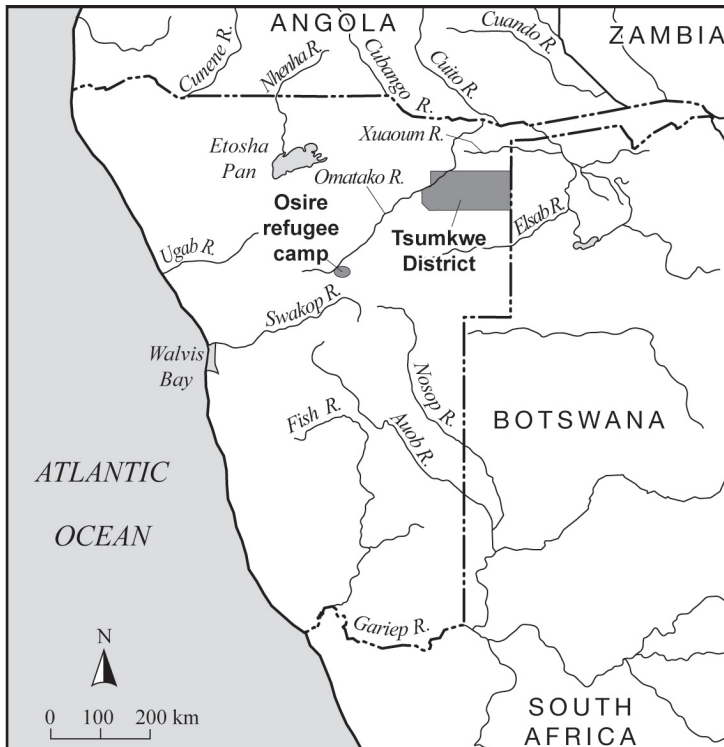 ANGOLA
ZAMBIA
Cunene R.
Nhenha R.
Cubango R.
Cuito R.
Cuando R.
Xuaoum R.
Etosha
Pan
Omatako R.
Osire
refugee
camp
Tsumkwe
District
Elsab R.
Ugab R.
Swakop R.
Walvis
Bay
Nosop R.
Auob R.
Fish R.
BOTSWANA
ATLANTIC
OCEAN
Gariep R.
N
0 100 200 km
SOUTH
AFRICA